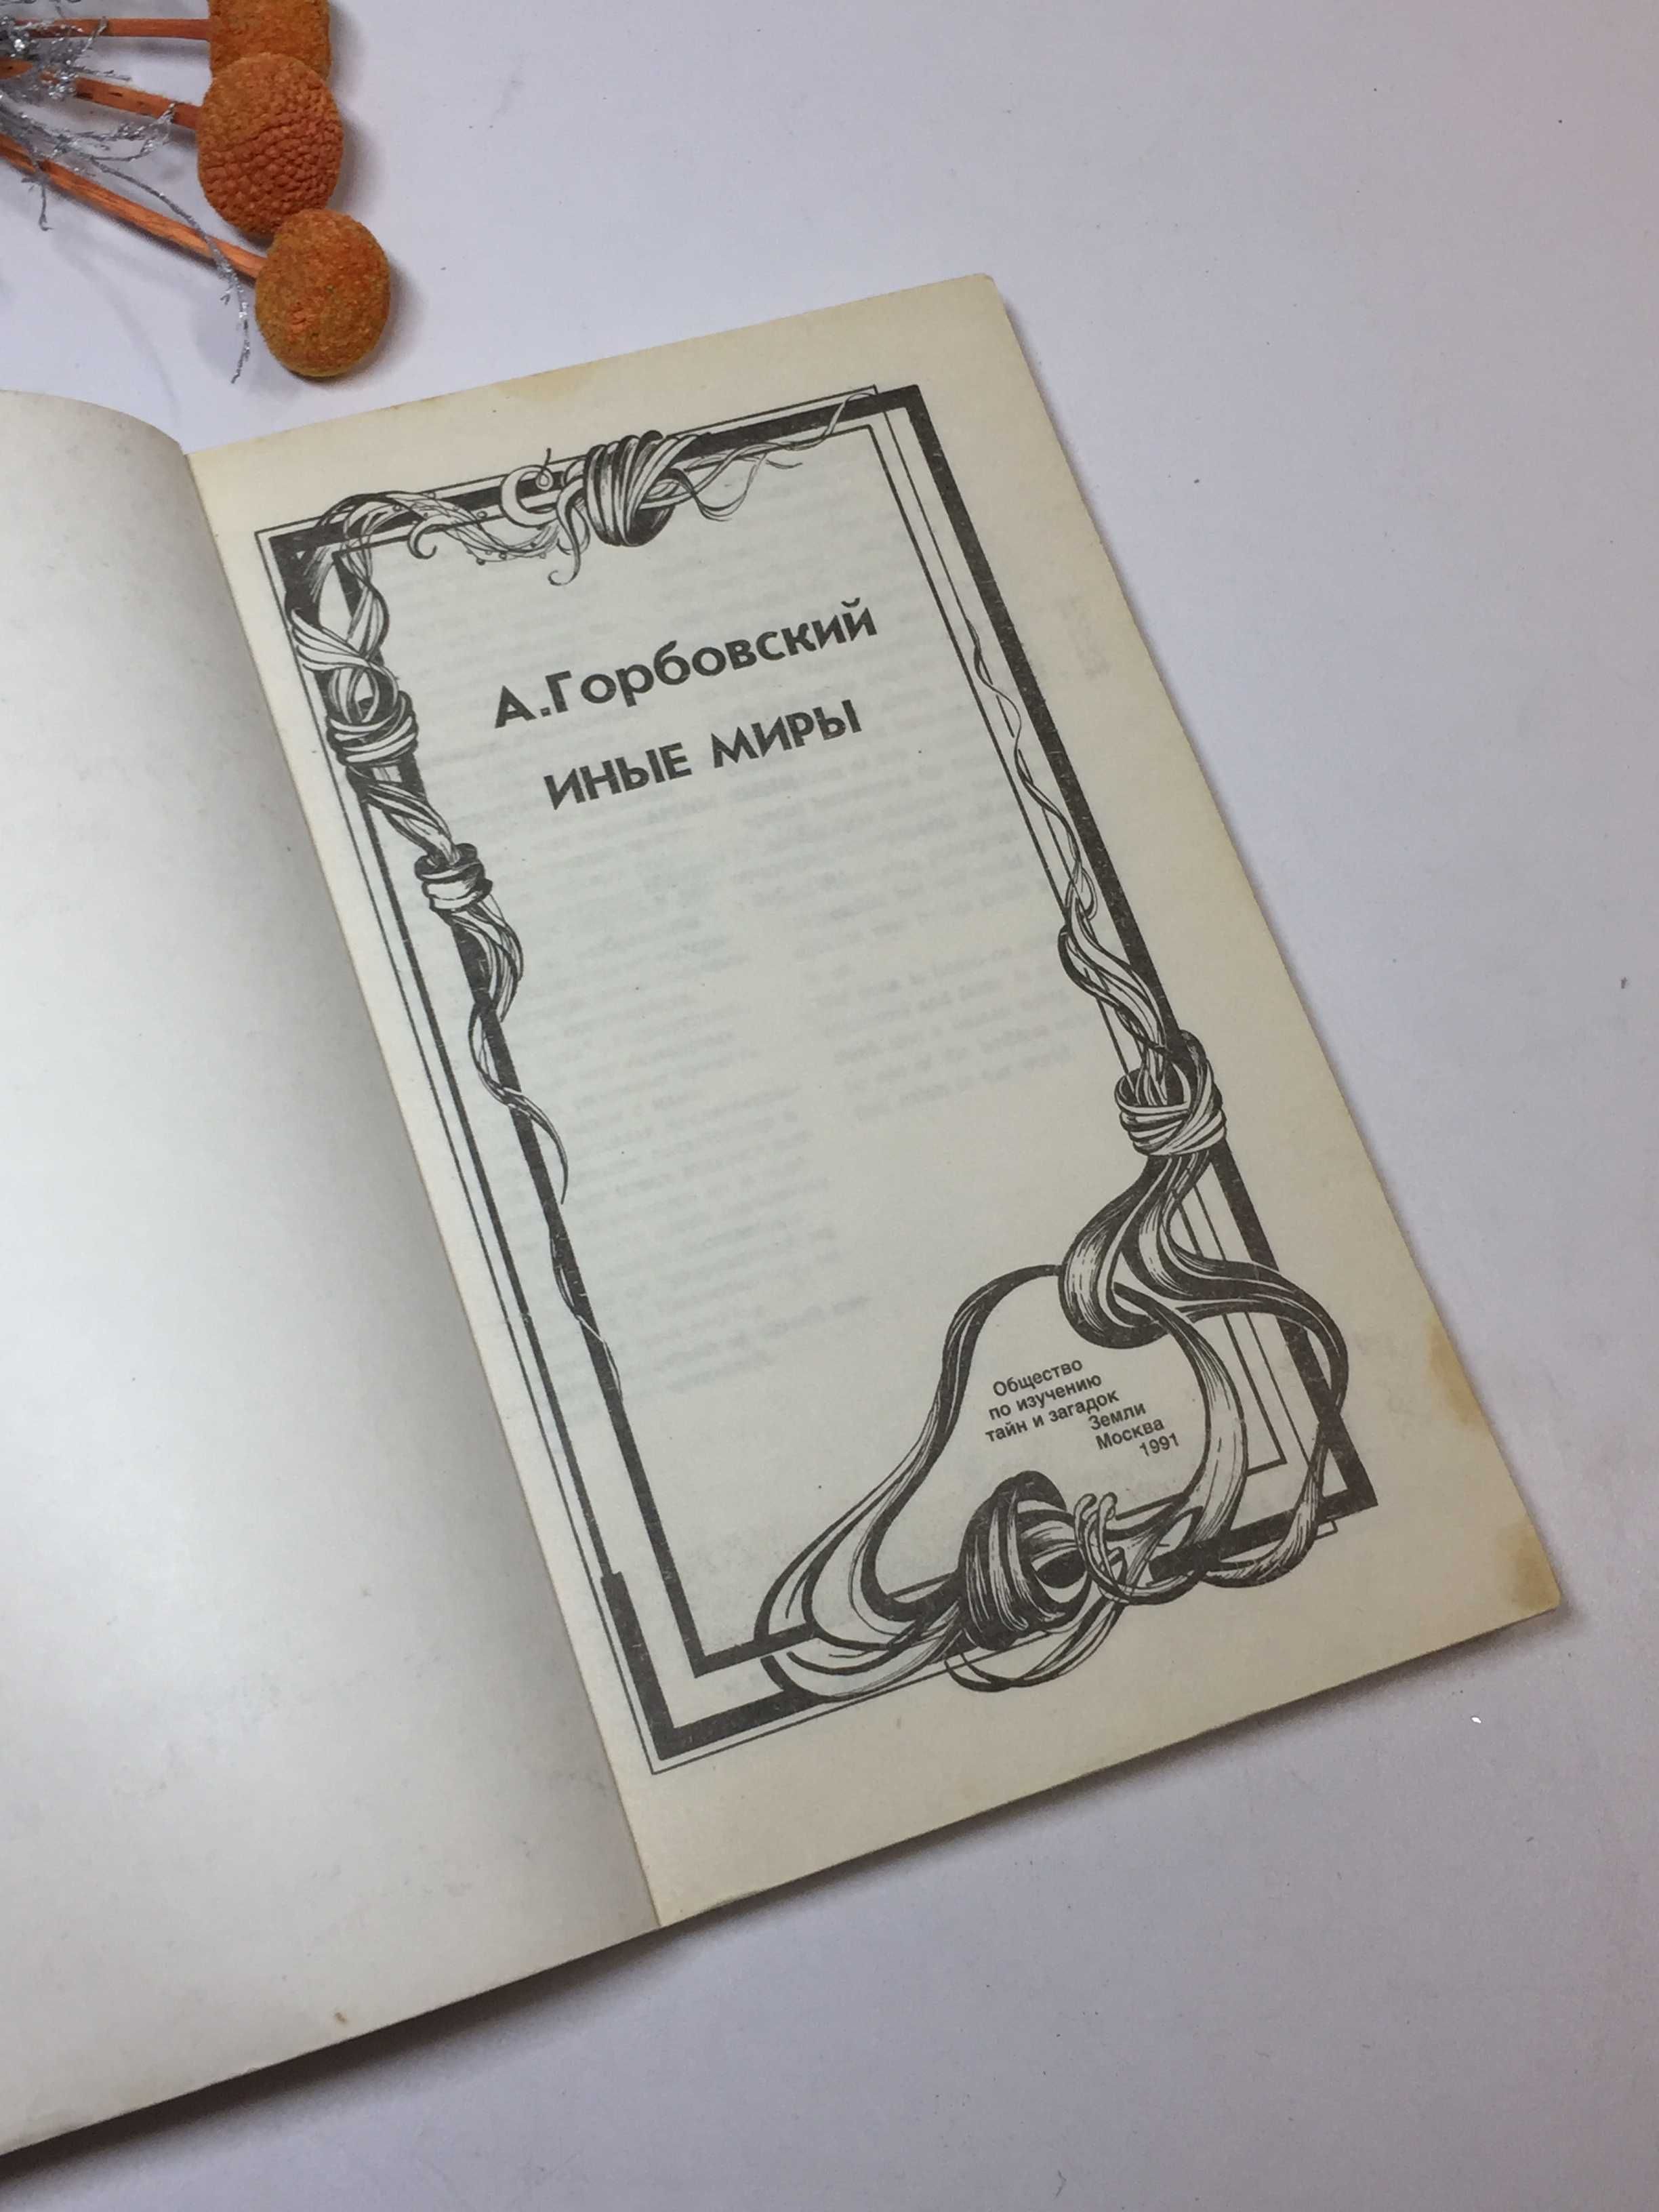 А.Горбовский
ИНЫЕ МИРЫ
Общество
по изучению
тайн и загадок
Земли
Москва
1991